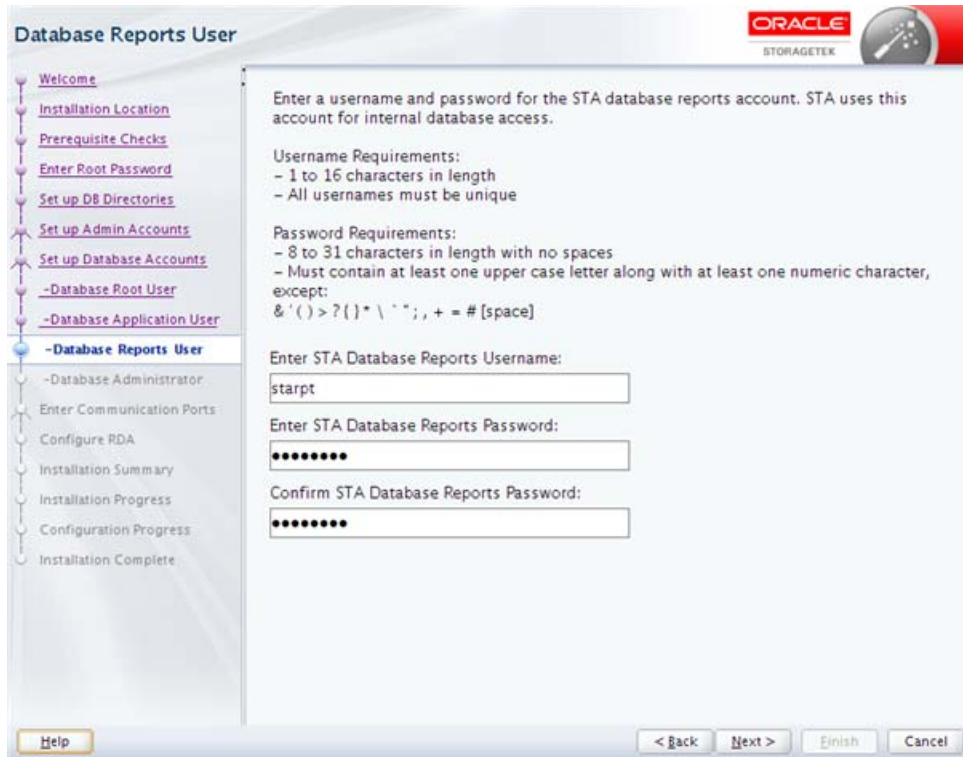 Database Reports User
ORACLE
STORAGETEK
Welcome
Installation Location
Prerequisite Checks
Enter Root Password
Set up DB Directories
Set up Admin Accounts
Set up Database Accounts
-Database Root User
-Database Application User
-Database Reports User
-Database Administrator
Enter Communication Ports
Configure RDA
Installation Summary
Installation Progress
Configuration Progress
Installation Complete
Enter a username and password for the STA database reports account. STA uses this
account for internal database access.
Username Requirements:
- 1 to 16 characters in length
- All usernames must be unique
Password Requirements:
- 8 to 31 characters in length with no spaces
- Must contain at least one upper case letter along with at least one numeric character,
except:
& ' ( ) > ? { } * \ ` " ; , + = # [space]
Enter STA Database Reports Username:
starpt
Enter STA Database Reports Password:
••••••••
Confirm STA Database Reports Password:
••••••••
Help
< Back
Next >
Finish
Cancel